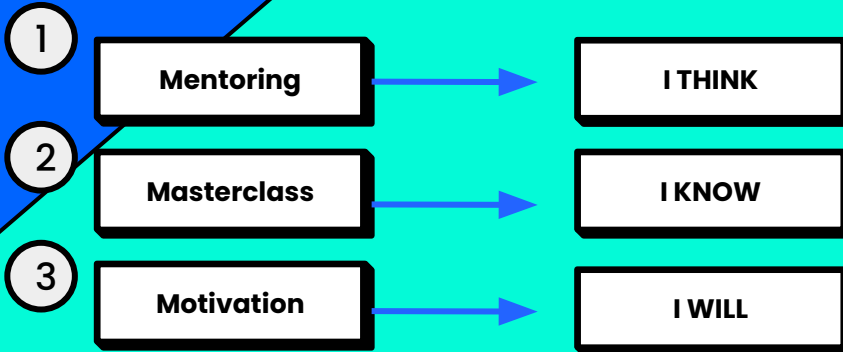 1
Mentoring
I THINK
2
Masterclass
I KNOW
3
Motivation
I WILL